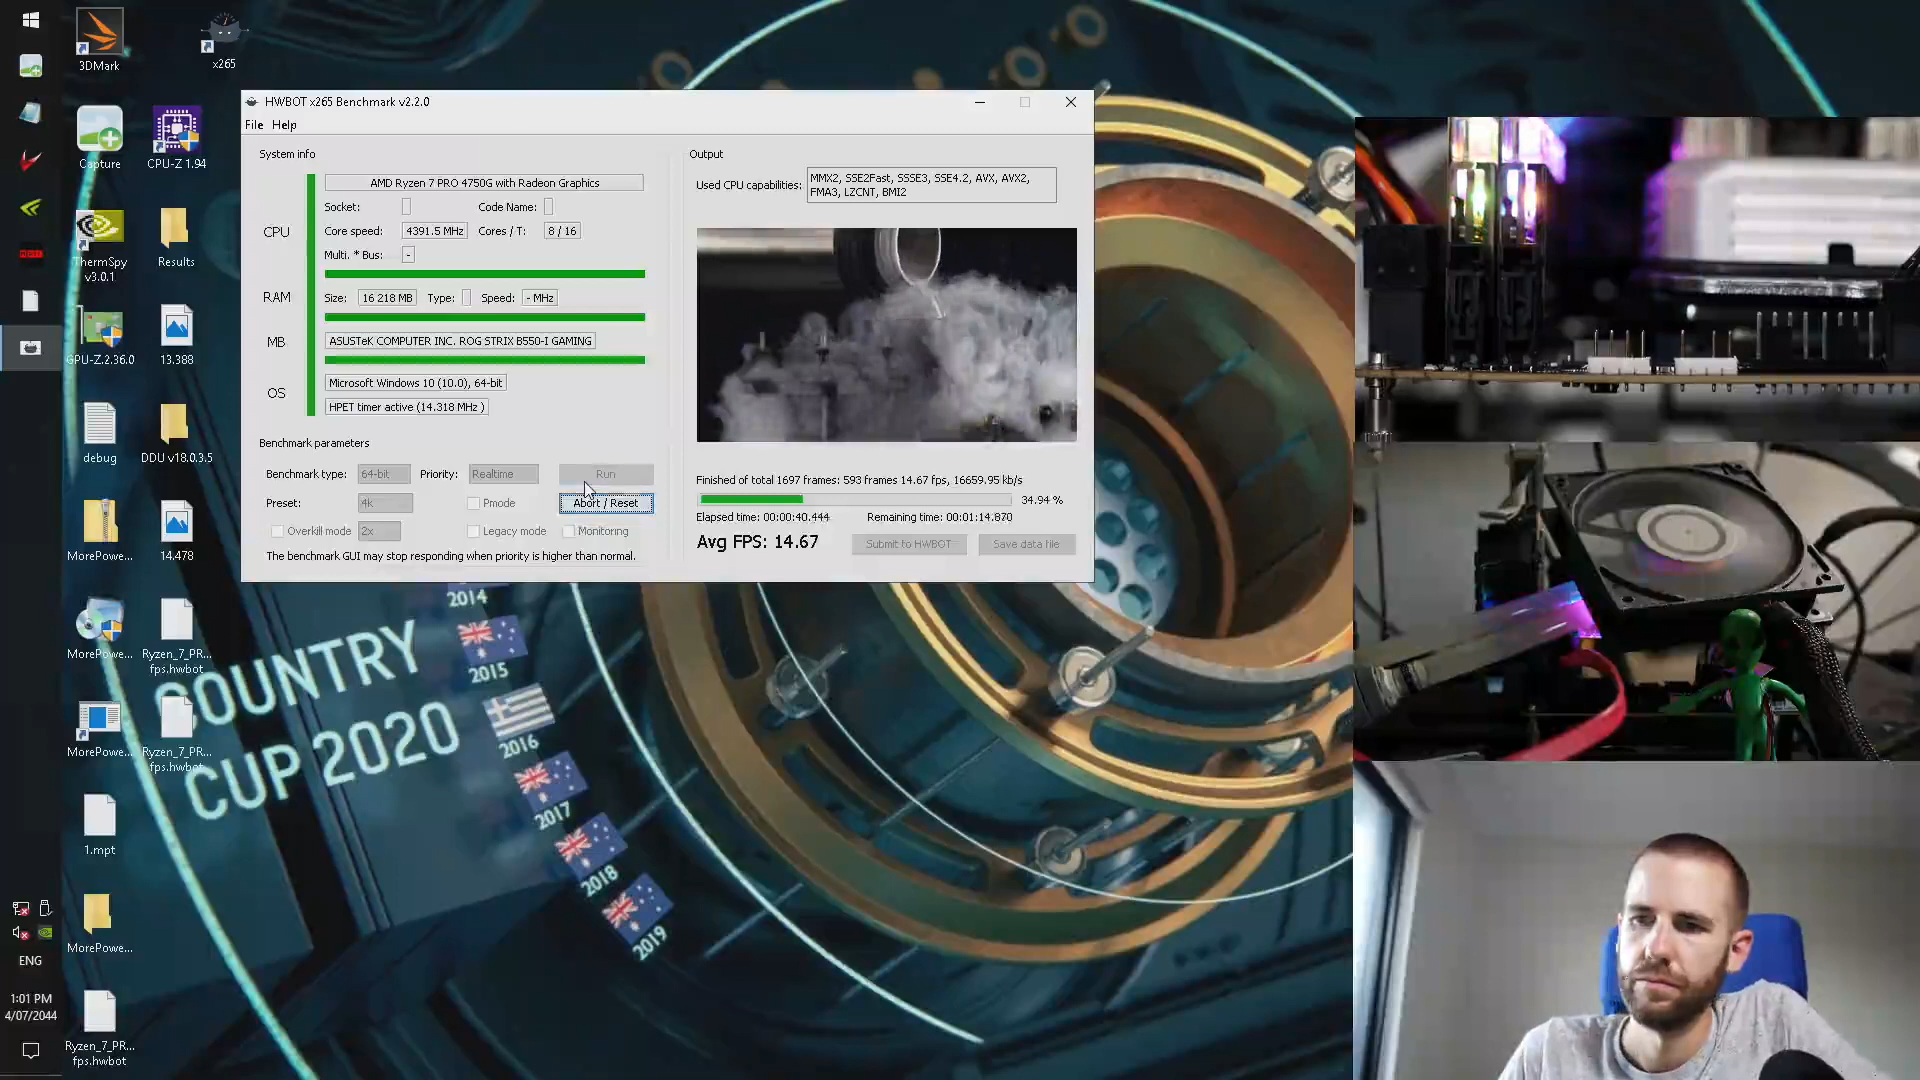 3DMark
x265
Capture
CPU-Z 1.94
ThermSpy
v3.0.1
Results
GPU-Z.2.36.0
13.388
debug
DDU v18.0.3.5
MorePowe...
14.478
MorePowe...
Ryzen_7_PR...
fps.hwbot
MorePowe...
Ryzen_7_PR...
fps.hwbot
1.mpt
MorePowe...
Ryzen_7_PR...
fps.hwbot
ENG
1:01 PM
4/07/2044
HWBOT x265 Benchmark v2.2.0
File Help
System info
CPU
AMD Ryzen 7 PRO 4750G with Radeon Graphics
Socket: Code Name:
Core speed: 4391.5 MHz Cores / T: 8 / 16
Multi. * Bus: -
RAM
Size: 16 218 MB Type: Speed: - MHz
MB
ASUSTeK COMPUTER INC. ROG STRIX B550-I GAMING
OS
Microsoft Windows 10 (10.0), 64-bit
HPET timer active (14.318 MHz )
Benchmark parameters
Benchmark type: 64-bit Priority: Realtime Run
Preset: 4k Pmode Abort / Reset
Overkill mode 2x Legacy mode Monitoring
The benchmark GUI may stop responding when priority is higher than normal.
Output
Used CPU capabilities: MMX2, SSE2Fast, SSSE3, SSE4.2, AVX, AVX2,
FMA3, LZCNT, BMI2
Finished of total 1697 frames: 593 frames 14.67 fps, 16659.95 kb/s
34.94 %
Elapsed time: 00:00:40.444 Remaining time: 00:01:14.870
Avg FPS: 14.67 Submit to HWBOT Save data file
COUNTRY
CUP 2020
2014
2015
2016
2017
2018
2019